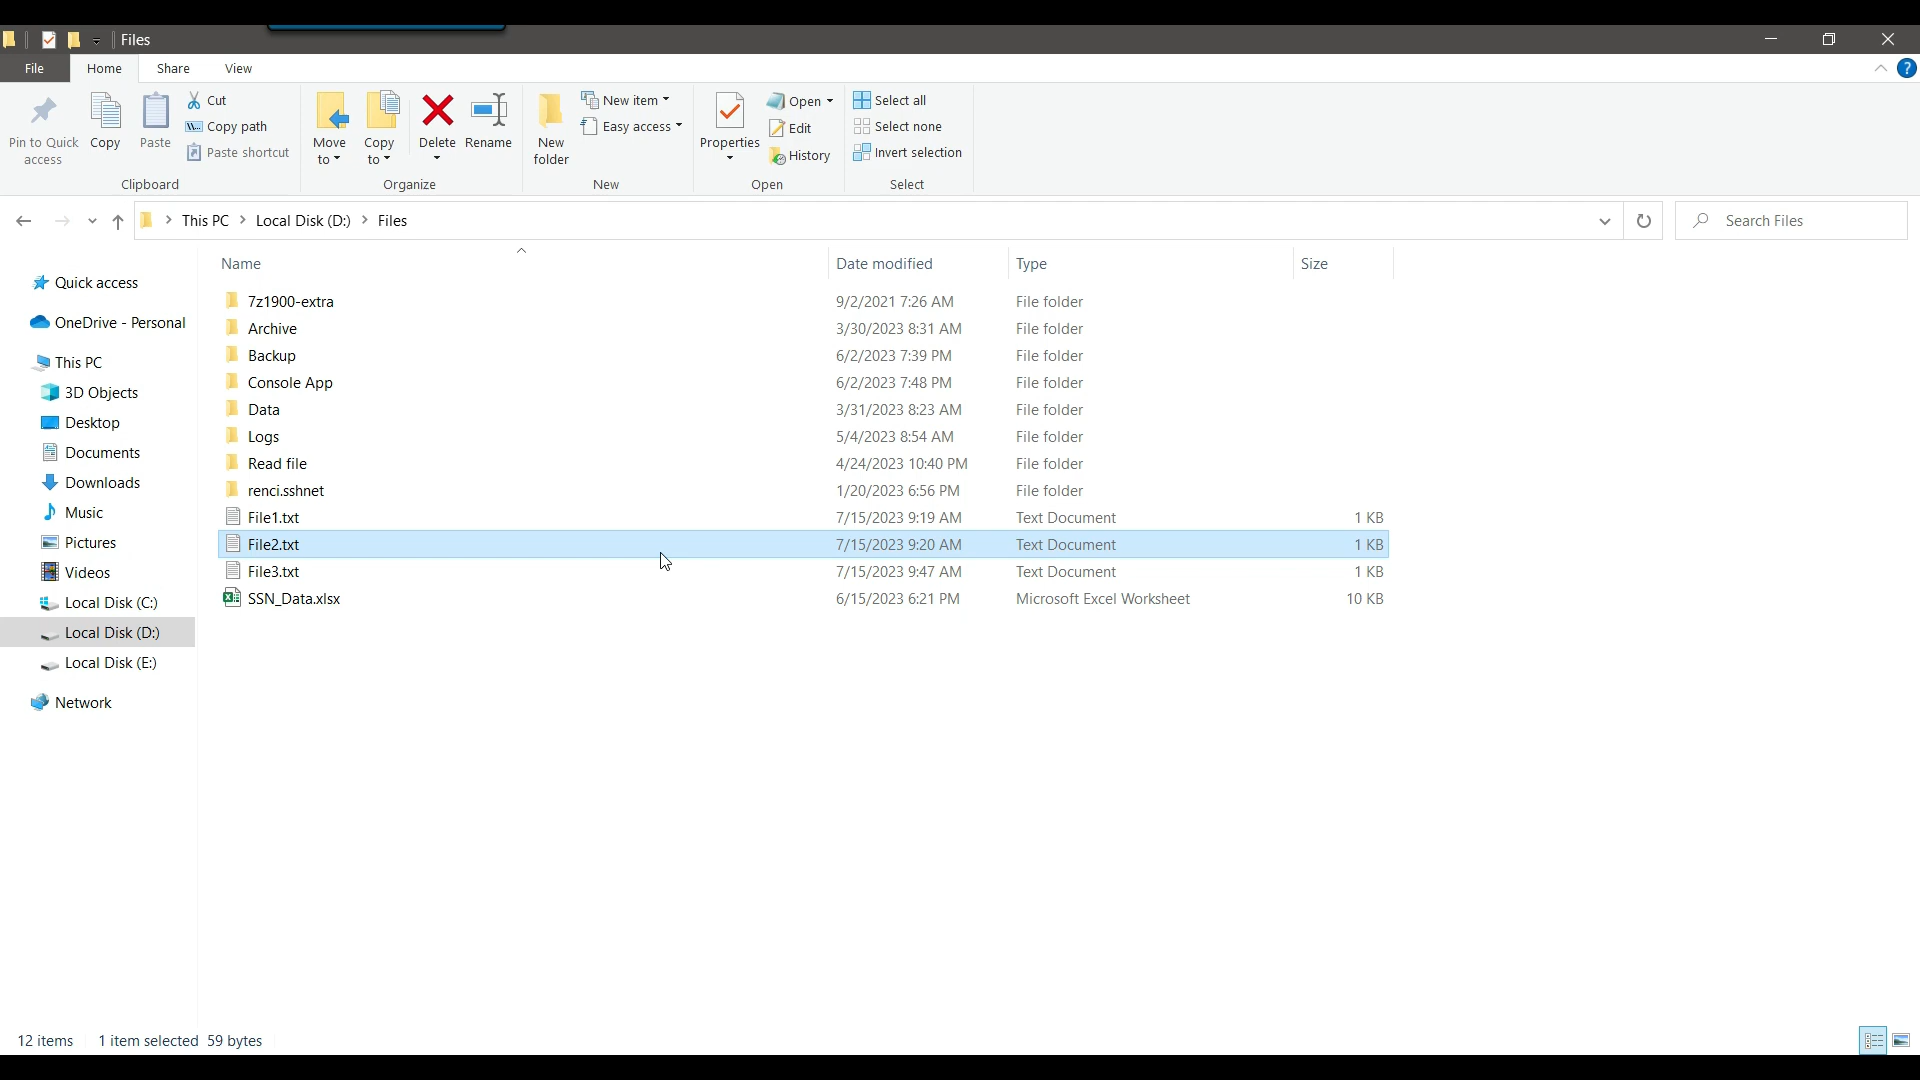 Files
File Home Share View
Pin to Quick access Copy Paste Cut Copy path Paste shortcut Clipboard
Move to Copy to Delete Rename Organize
New folder New item Easy access New
Properties Open Edit History Open
Select all Select none Invert selection Select
This PC Local Disk (D:) Files Search Files
Name Date modified Type Size
Quick access
OneDrive - Personal
This PC
3D Objects
Desktop
Documents
Downloads
Music
Pictures
Videos
Local Disk (C:)
Local Disk (D:)
Local Disk (E:)
Network
7z1900-extra 9/2/2021 7:26 AM File folder
Archive 3/30/2023 8:31 AM File folder
Backup 6/2/2023 7:39 PM File folder
Console App 6/2/2023 7:48 PM File folder
Data 3/31/2023 8:23 AM File folder
Logs 5/4/2023 8:54 AM File folder
Read file 4/24/2023 10:40 PM File folder
renci.sshnet 1/20/2023 6:56 PM File folder
File1.txt 7/15/2023 9:19 AM Text Document 1 KB
File2.txt 7/15/2023 9:20 AM Text Document 1 KB
File3.txt 7/15/2023 9:47 AM Text Document 1 KB
SSN_Data.xlsx 6/15/2023 6:21 PM Microsoft Excel Worksheet 10 KB
12 items 1 item selected 59 bytes